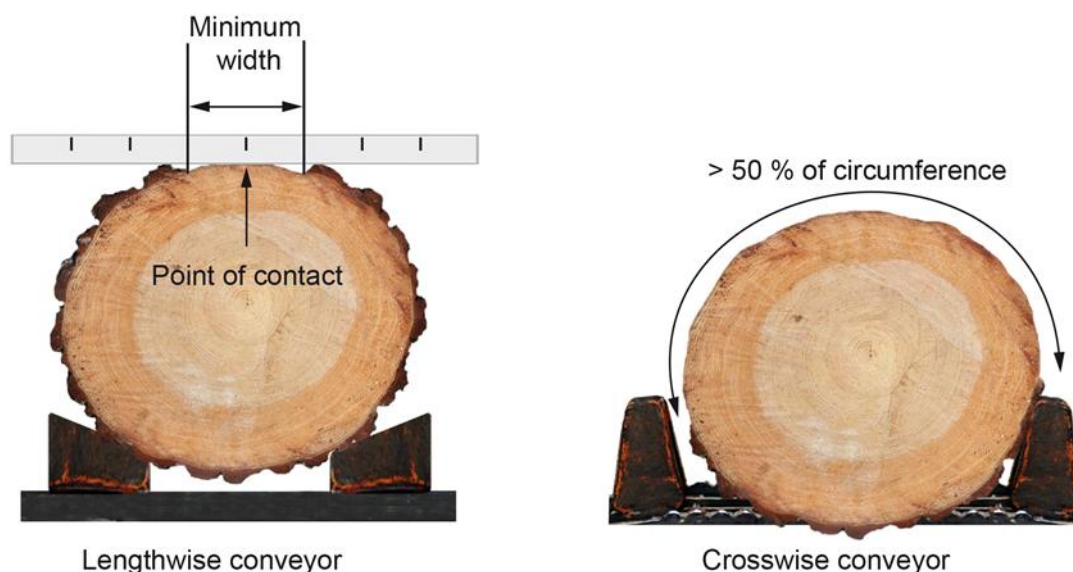 Minimum
width
Point of contact
Lengthwise conveyor
> 50 % of circumference
Crosswise conveyor